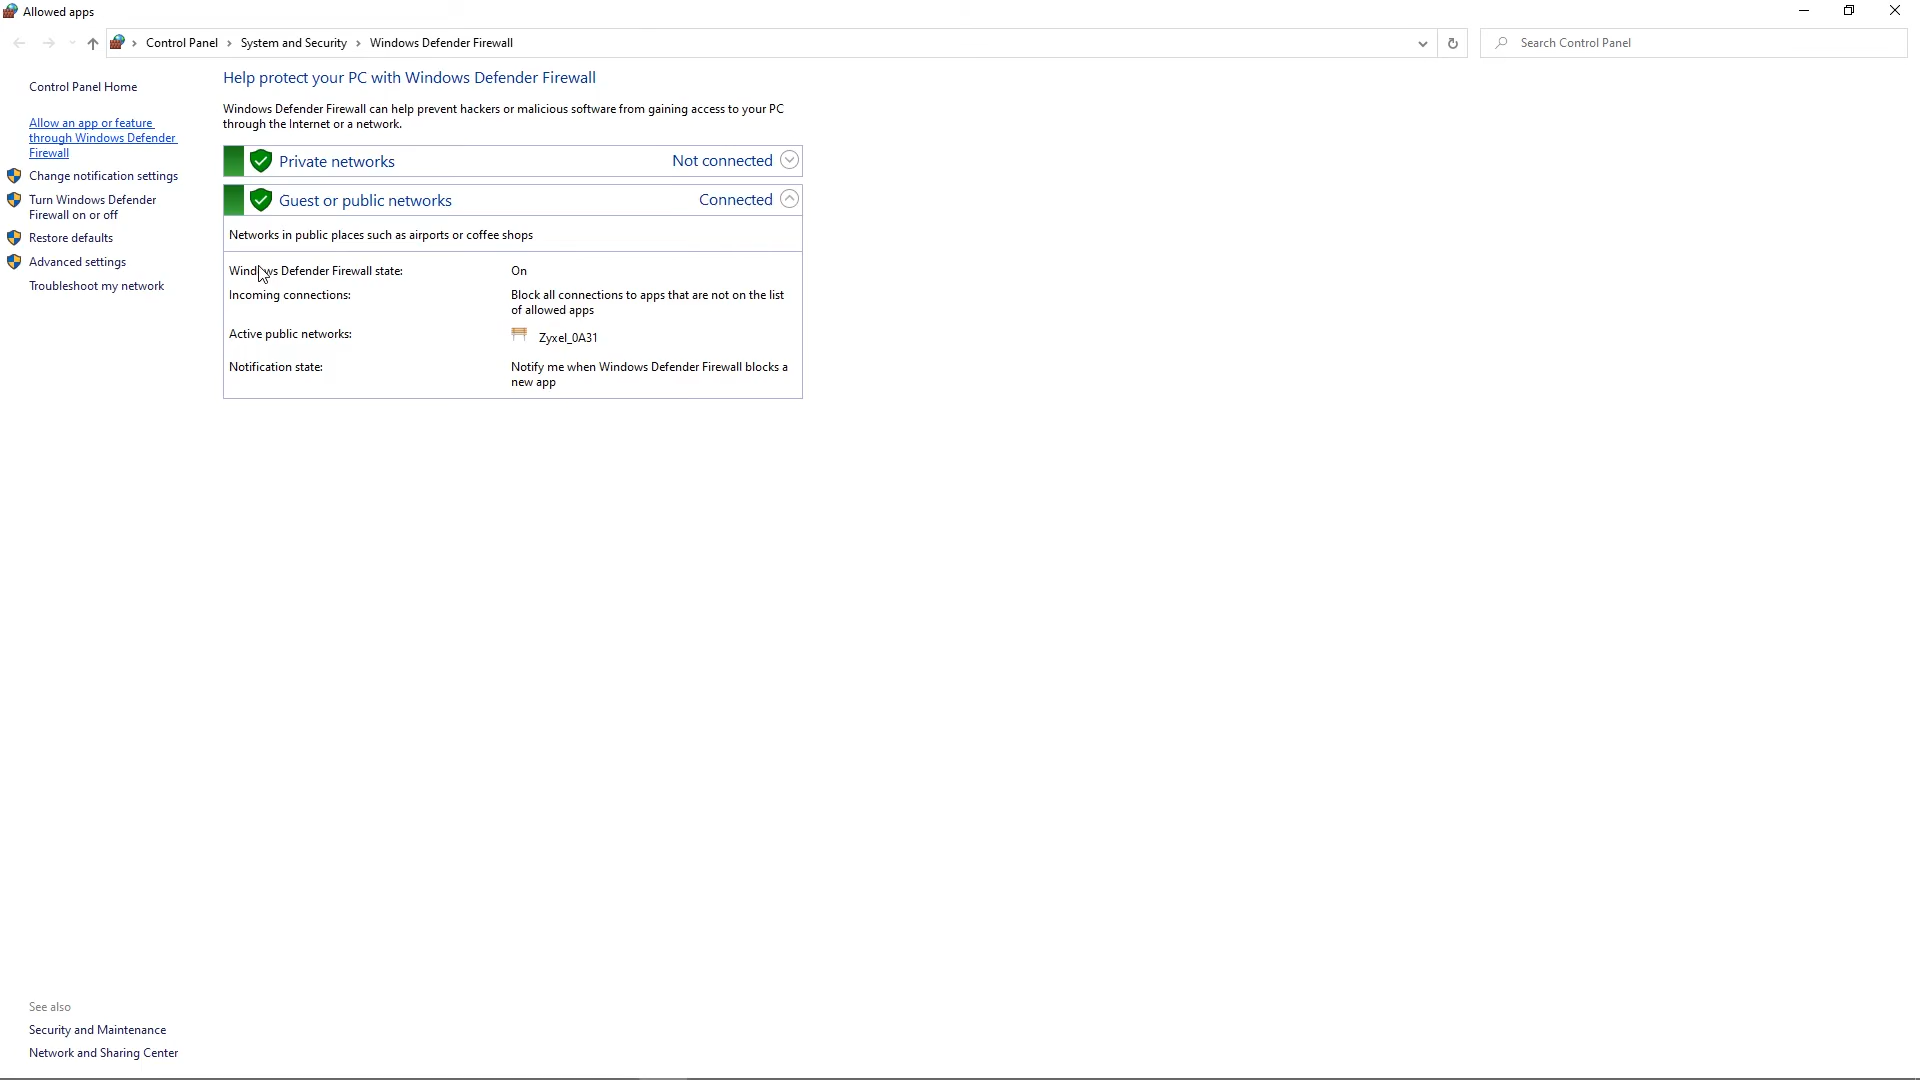 Allowed apps
Control Panel › System and Security › Windows Defender Firewall
Search Control Panel
Control Panel Home
Allow an app or feature
through Windows Defender
Firewall
Change notification settings
Turn Windows Defender
Firewall on or off
Restore defaults
Advanced settings
Troubleshoot my network
Help protect your PC with Windows Defender Firewall
Windows Defender Firewall can help prevent hackers or malicious software from gaining access to your PC
through the Internet or a network.
Private networks Not connected
Guest or public networks Connected
Networks in public places such as airports or coffee shops
Windows Defender Firewall state: On
Incoming connections: Block all connections to apps that are not on the list
of allowed apps
Active public networks: Zyxel_0A31
Notification state: Notify me when Windows Defender Firewall blocks a
new app
See also
Security and Maintenance
Network and Sharing Center